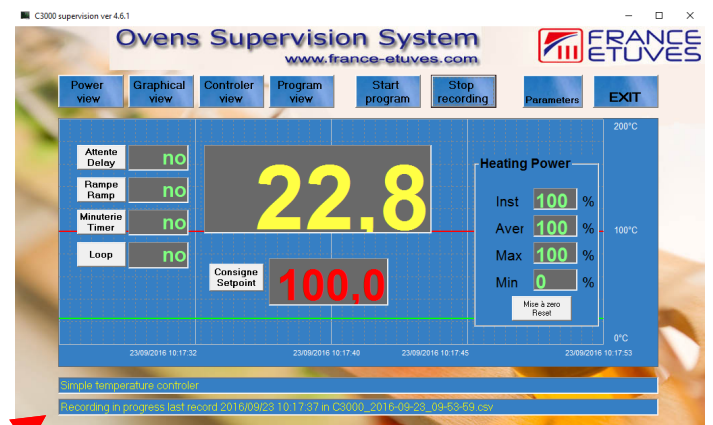 C3000 supervision ver 4.6.1
Ovens Supervision System
www.france-etuves.com
FRANCE
ETUVES
Power view
Graphical view
Controler view
Program view
Start program
Stop recording
Parameters
EXIT
200°C
Attente Delay
no
Rampe Ramp
no
Minuterie Timer
no
Loop
no
22,8
Consigne Setpoint
100,0
Heating Power
Inst 100 %
Aver 100 %
Max 100 %
Min 0 %
Mise à zero Reset
100°C
0°C
23/09/2016 10:17:32
23/09/2016 10:17:40
23/09/2016 10:17:45
23/09/2016 10:17:53
Simple temperature controler
Recording in progress last record 2016/09/23 10:17:37 in C3000_2016-09-23_09-53-59.csv